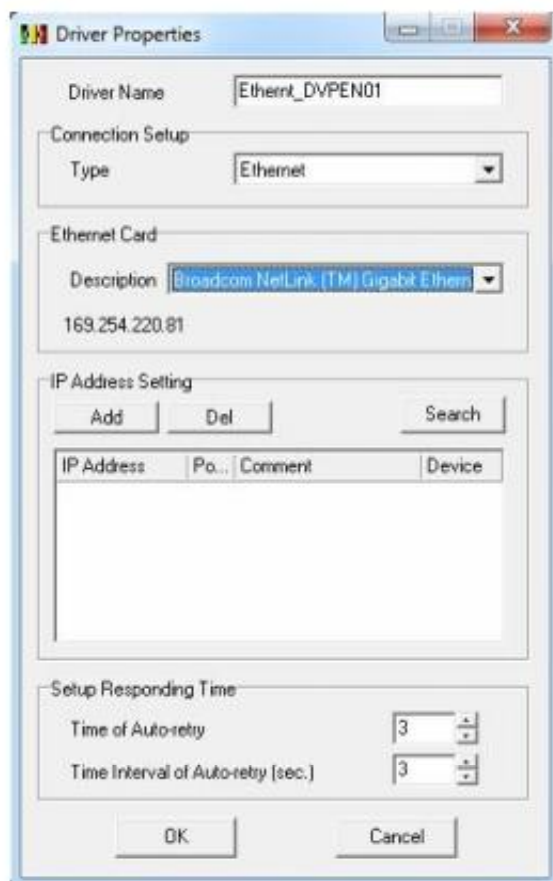 Driver Properties
Driver Name Ethernt_DVPEN01
Connection Setup
Type Ethernet
Ethernet Card
Description Broadcom NetLink (TM) Gigabit Ethern
169.254.220.81
IP Address Setting
Add Del Search
IP Address Po... Comment Device
Setup Responding Time
Time of Auto-retry 3
Time Interval of Auto-retry (sec.) 3
OK Cancel